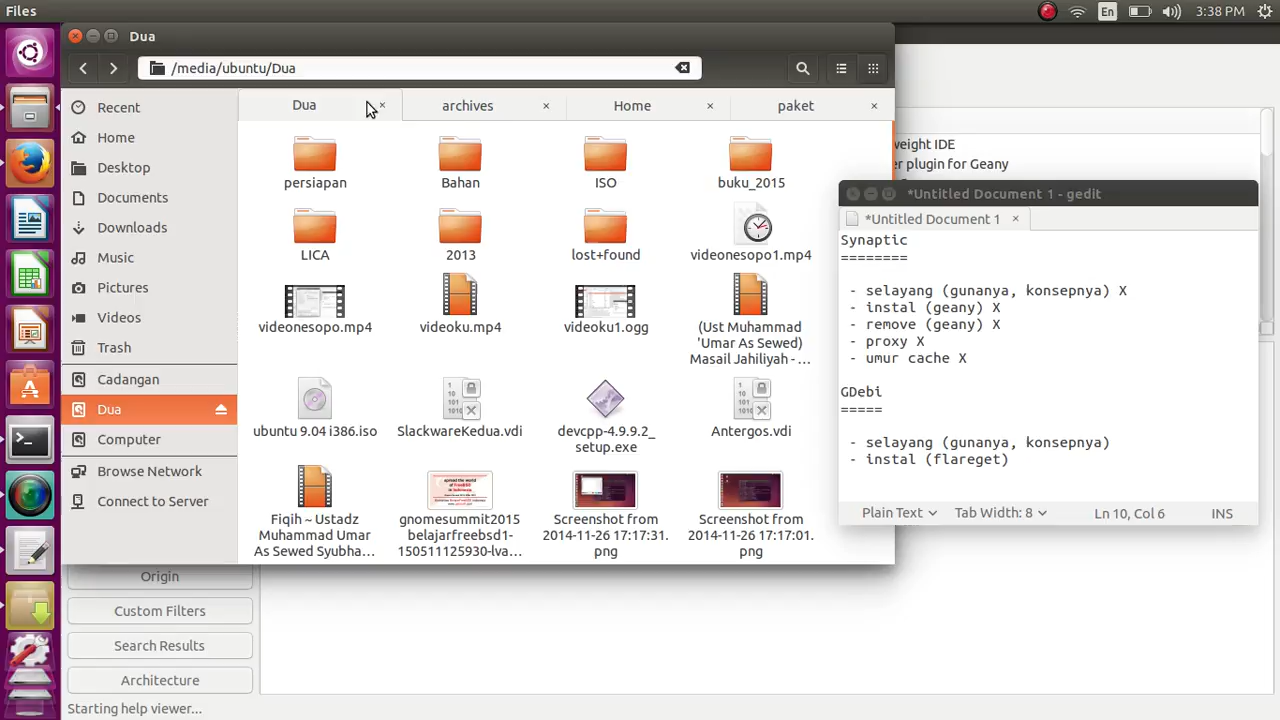 Files
En
3:38 PM
Dua
/media/ubuntu/Dua
Dua
archives
Home
paket
Recent
Home
Desktop
Documents
Downloads
Music
Pictures
Videos
Trash
Cadangan
Dua
Computer
Browse Network
Connect to Server
persiapan
Bahan
ISO
buku_2015
LICA
2013
lost+found
videonesopo1.mp4
videonesopo.mp4
videoku.mp4
videoku1.ogg
(Ust Muhammad
'Umar As Sewed)
Masail Jahiliyah - ...
ubuntu 9.04 i386.iso
SlackwareKedua.vdi
devcpp-4.9.9.2_
setup.exe
Antergos.vdi
Fiqih ~ Ustadz
Muhammad Umar
As Sewed Syubha...
gnomesummit2015
belajarfreebsd1-
150511125930-lva...
Screenshot from
2014-11-26 17:17:31.
png
Screenshot from
2014-11-26 17:17:01.
png
weight IDE
er plugin for Geany
*Untitled Document 1 - gedit
*Untitled Document 1
Synaptic
========
- selayang (gunanya, konsepnya) X
- instal (geany) X
- remove (geany) X
- proxy X
- umur cache X
GDebi
=====
- selayang (gunanya, konsepnya)
- instal (flareget)
Plain Text
Tab Width: 8
Ln 10, Col 6
INS
Origin
Custom Filters
Search Results
Architecture
Starting help viewer...